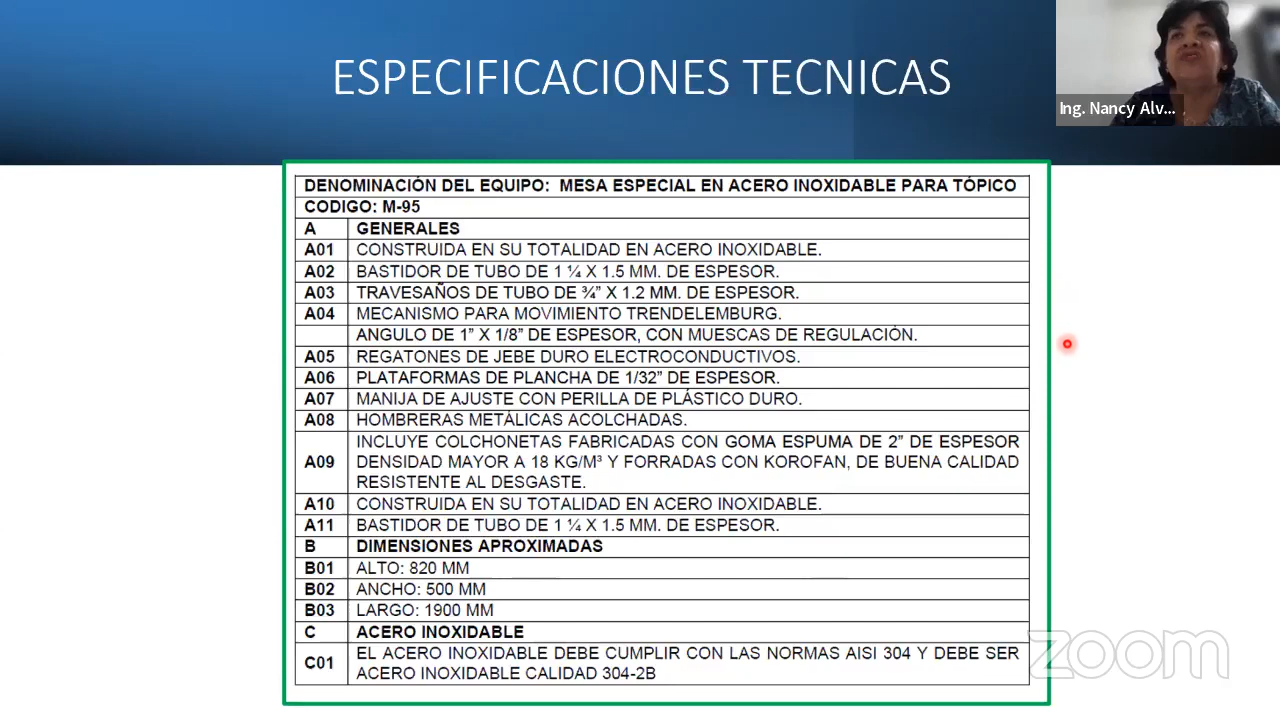 ESPECIFICACIONES TECNICAS
Ing. Nancy Alv...
DENOMINACIÓN DEL EQUIPO: MESA ESPECIAL EN ACERO INOXIDABLE PARA TÓPICO
CODIGO: M-95
A GENERALES
A01 CONSTRUIDA EN SU TOTALIDAD EN ACERO INOXIDABLE.
A02 BASTIDOR DE TUBO DE 1 ¼ X 1.5 MM. DE ESPESOR.
A03 TRAVESAÑOS DE TUBO DE ¾” X 1.2 MM. DE ESPESOR.
A04 MECANISMO PARA MOVIMIENTO TRENDELEMBURG.
ANGULO DE 1” X 1/8” DE ESPESOR, CON MUESCAS DE REGULACIÓN.
A05 REGATONES DE JEBE DURO ELECTROCONDUCTIVOS.
A06 PLATAFORMAS DE PLANCHA DE 1/32” DE ESPESOR.
A07 MANIJA DE AJUSTE CON PERILLA DE PLÁSTICO DURO.
A08 HOMBRERAS METÁLICAS ACOLCHADAS.
A09 INCLUYE COLCHONETAS FABRICADAS CON GOMA ESPUMA DE 2” DE ESPESOR
DENSIDAD MAYOR A 18 KG/M³ Y FORRADAS CON KOROFAN, DE BUENA CALIDAD
RESISTENTE AL DESGASTE.
A10 CONSTRUIDA EN SU TOTALIDAD EN ACERO INOXIDABLE.
A11 BASTIDOR DE TUBO DE 1 ¼ X 1.5 MM. DE ESPESOR.
B DIMENSIONES APROXIMADAS
B01 ALTO: 820 MM
B02 ANCHO: 500 MM
B03 LARGO: 1900 MM
C ACERO INOXIDABLE
C01 EL ACERO INOXIDABLE DEBE CUMPLIR CON LAS NORMAS AISI 304 Y DEBE SER
ACERO INOXIDABLE CALIDAD 304-2B
zoom